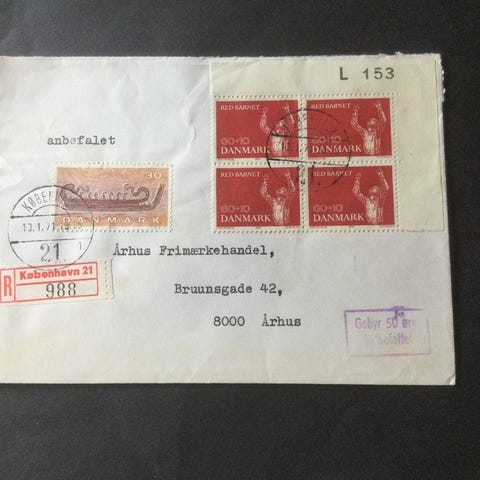 L 153
RED BARNET
60+10
DANMARK
RED BARNET
60+10
DANMARK
RED BARNET
60+10
DANMARK
RED BARNET
60+10
DANMARK
anbefalet
30
DANMARK
KØBEN
21
Århus Frimærkehandel,
Bruunsgade 42,
8000 Århus
R
København 21
988
Gebyr 50 øre